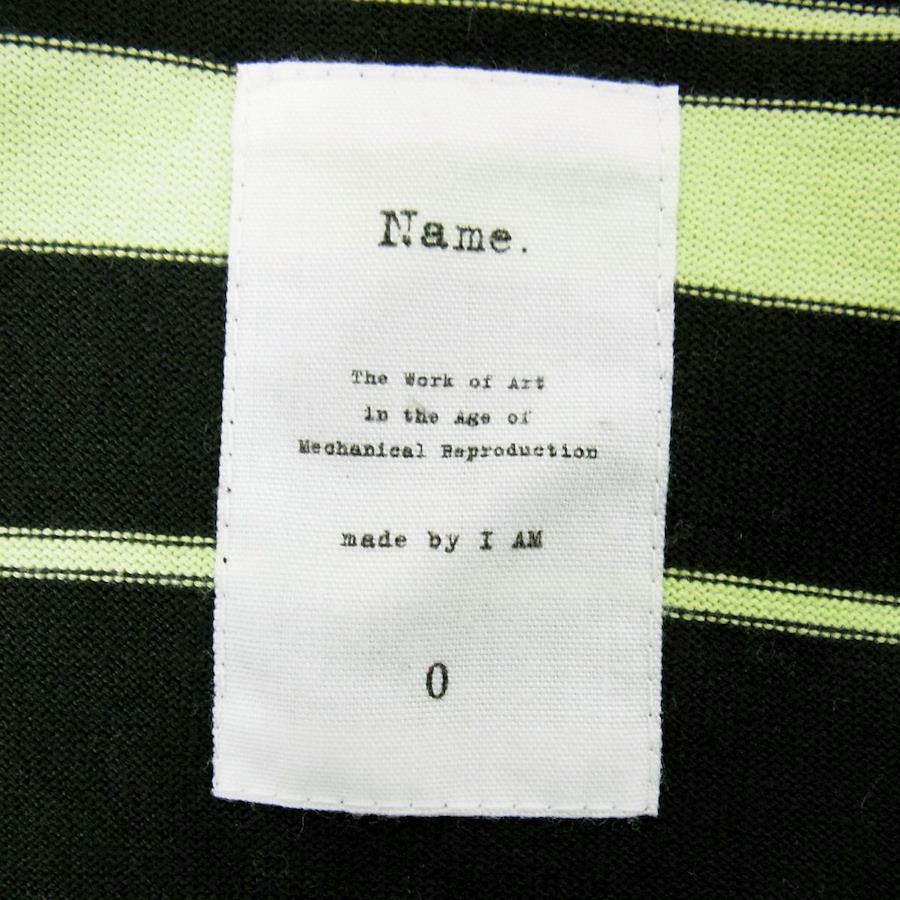 Name.
The Work of Art
in the Age of
Mechanical Reproduction
made by I AM
0